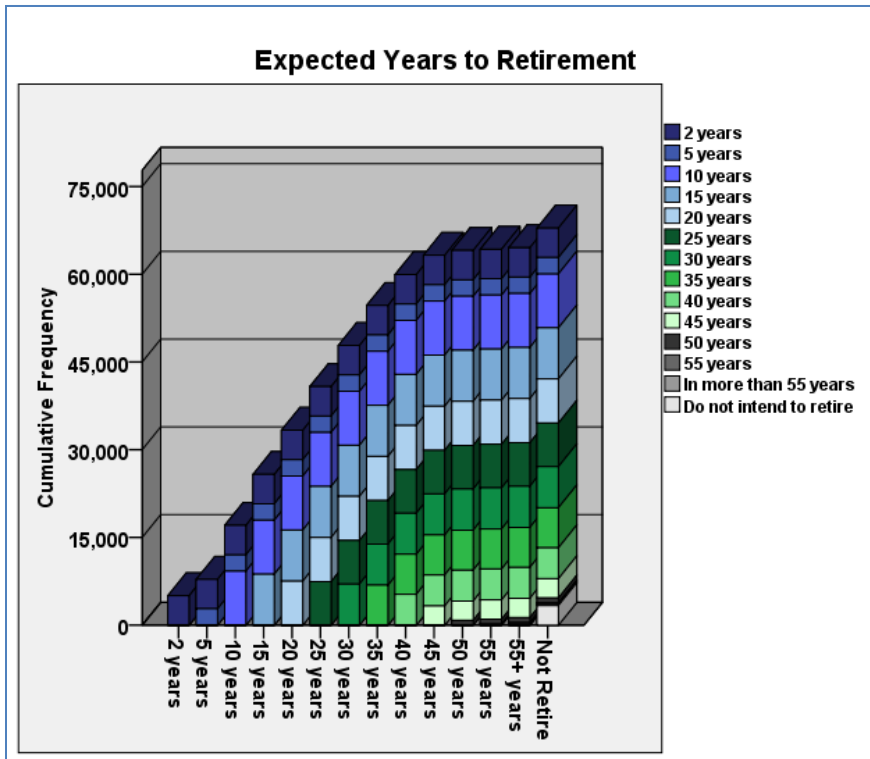 Expected Years to Retirement
2 years
5 years
10 years
15 years
20 years
25 years
30 years
35 years
40 years
45 years
50 years
55 years
In more than 55 years
Do not intend to retire
Cumulative Frequency
75,000
60,000
45,000
30,000
15,000
0
2 years
5 years
10 years
15 years
20 years
25 years
30 years
35 years
40 years
45 years
50 years
55 years
55+ years
Not Retire